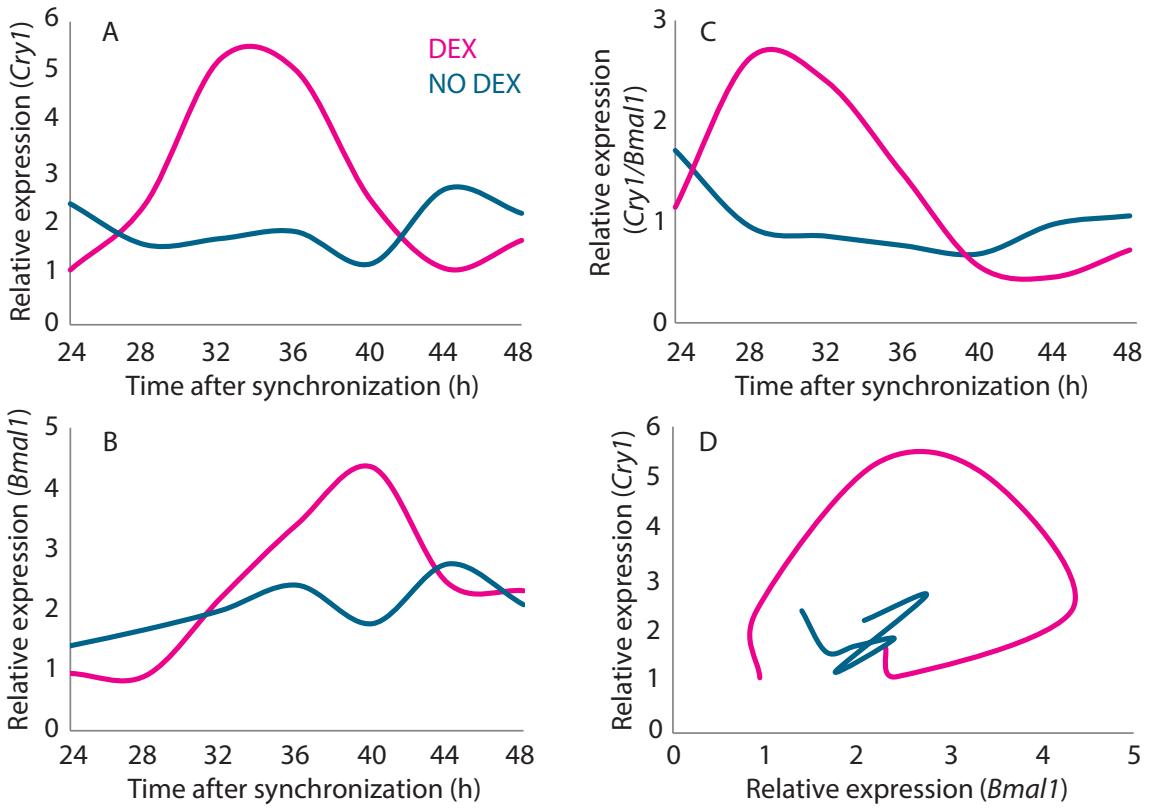 A
DEX
NO DEX
Relative expression (Cry1)
6
5
4
3
2
1
0
24 28 32 36 40 44 48
Time after synchronization (h)
C
Relative expression
(Cry1/Bmal1)
3
2
1
0
24 28 32 36 40 44 48
Time after synchronization (h)
B
Relative expression (Bmal1)
5
4
3
2
1
0
24 28 32 36 40 44 48
Time after synchronization (h)
D
Relative expression (Cry1)
6
5
4
3
2
1
0
0 1 2 3 4 5
Relative expression (Bmal1)